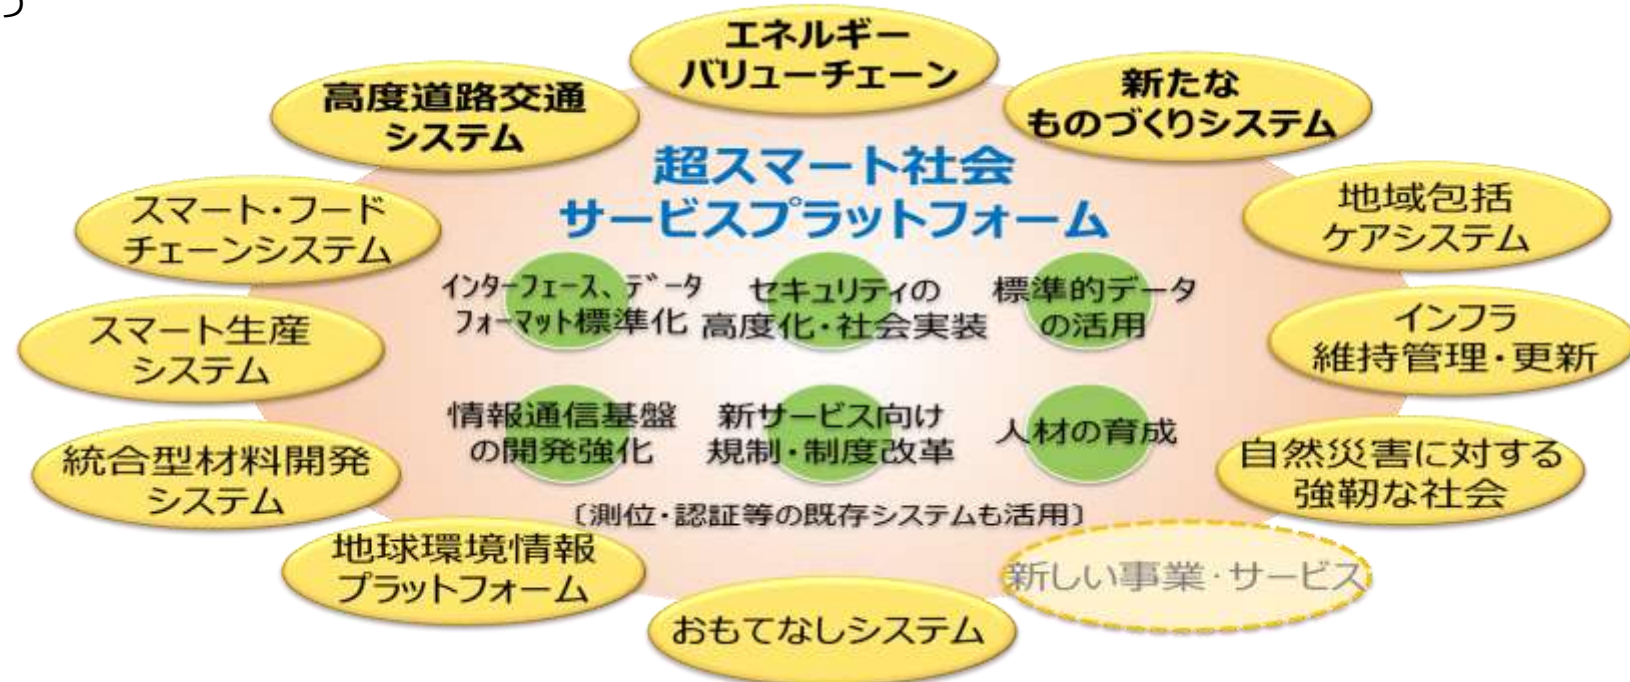 エネルギー
バリューチェーン
高度道路交通
システム
新たな
ものづくりシステム
超スマート社会
サービスプラットフォーム
スマート・フード
チェーンシステム
地域包括
ケアシステム
インターフェース、データ
フォーマット標準化
セキュリティの
高度化・社会実装
標準的データ
の活用
スマート生産
システム
インフラ
維持管理・更新
情報通信基盤
の開発強化
新サービス向け
規制・制度改革
人材の育成
統合型材料開発
システム
自然災害に対する
強靭な社会
〔測位・認証等の既存システムも活用〕
地球環境情報
プラットフォーム
新しい事業・サービス
おもてなしシステム